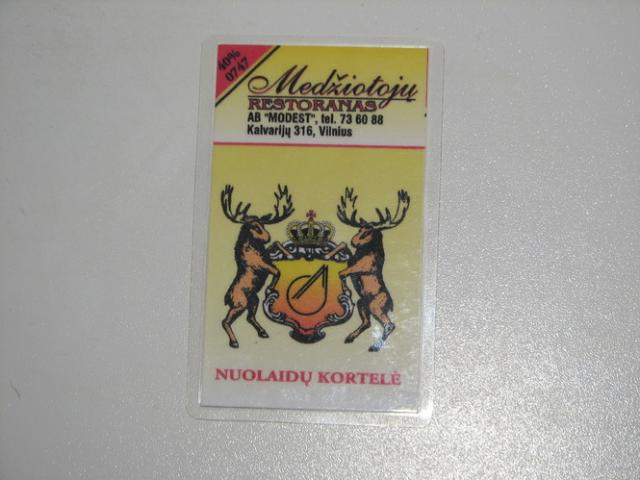 40%
0747
Medžiotojų
RESTORANAS
AB "MODEST", tel. 73 60 88
Kalvarijų 316, Vilnius
NUOLAIDŲ KORTELĖ